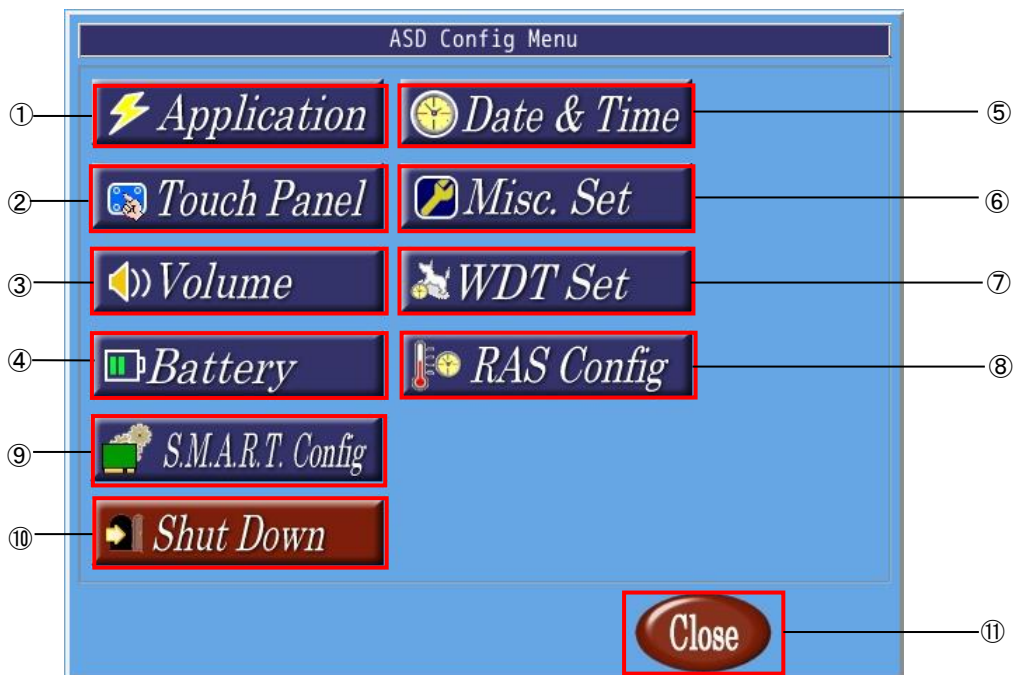 ASD Config Menu
① Application
⑤ Date & Time
② Touch Panel
⑥ Misc. Set
③ Volume
⑦ WDT Set
④ Battery
⑧ RAS Config
⑨ S.M.A.R.T. Config
⑩ Shut Down
⑪ Close